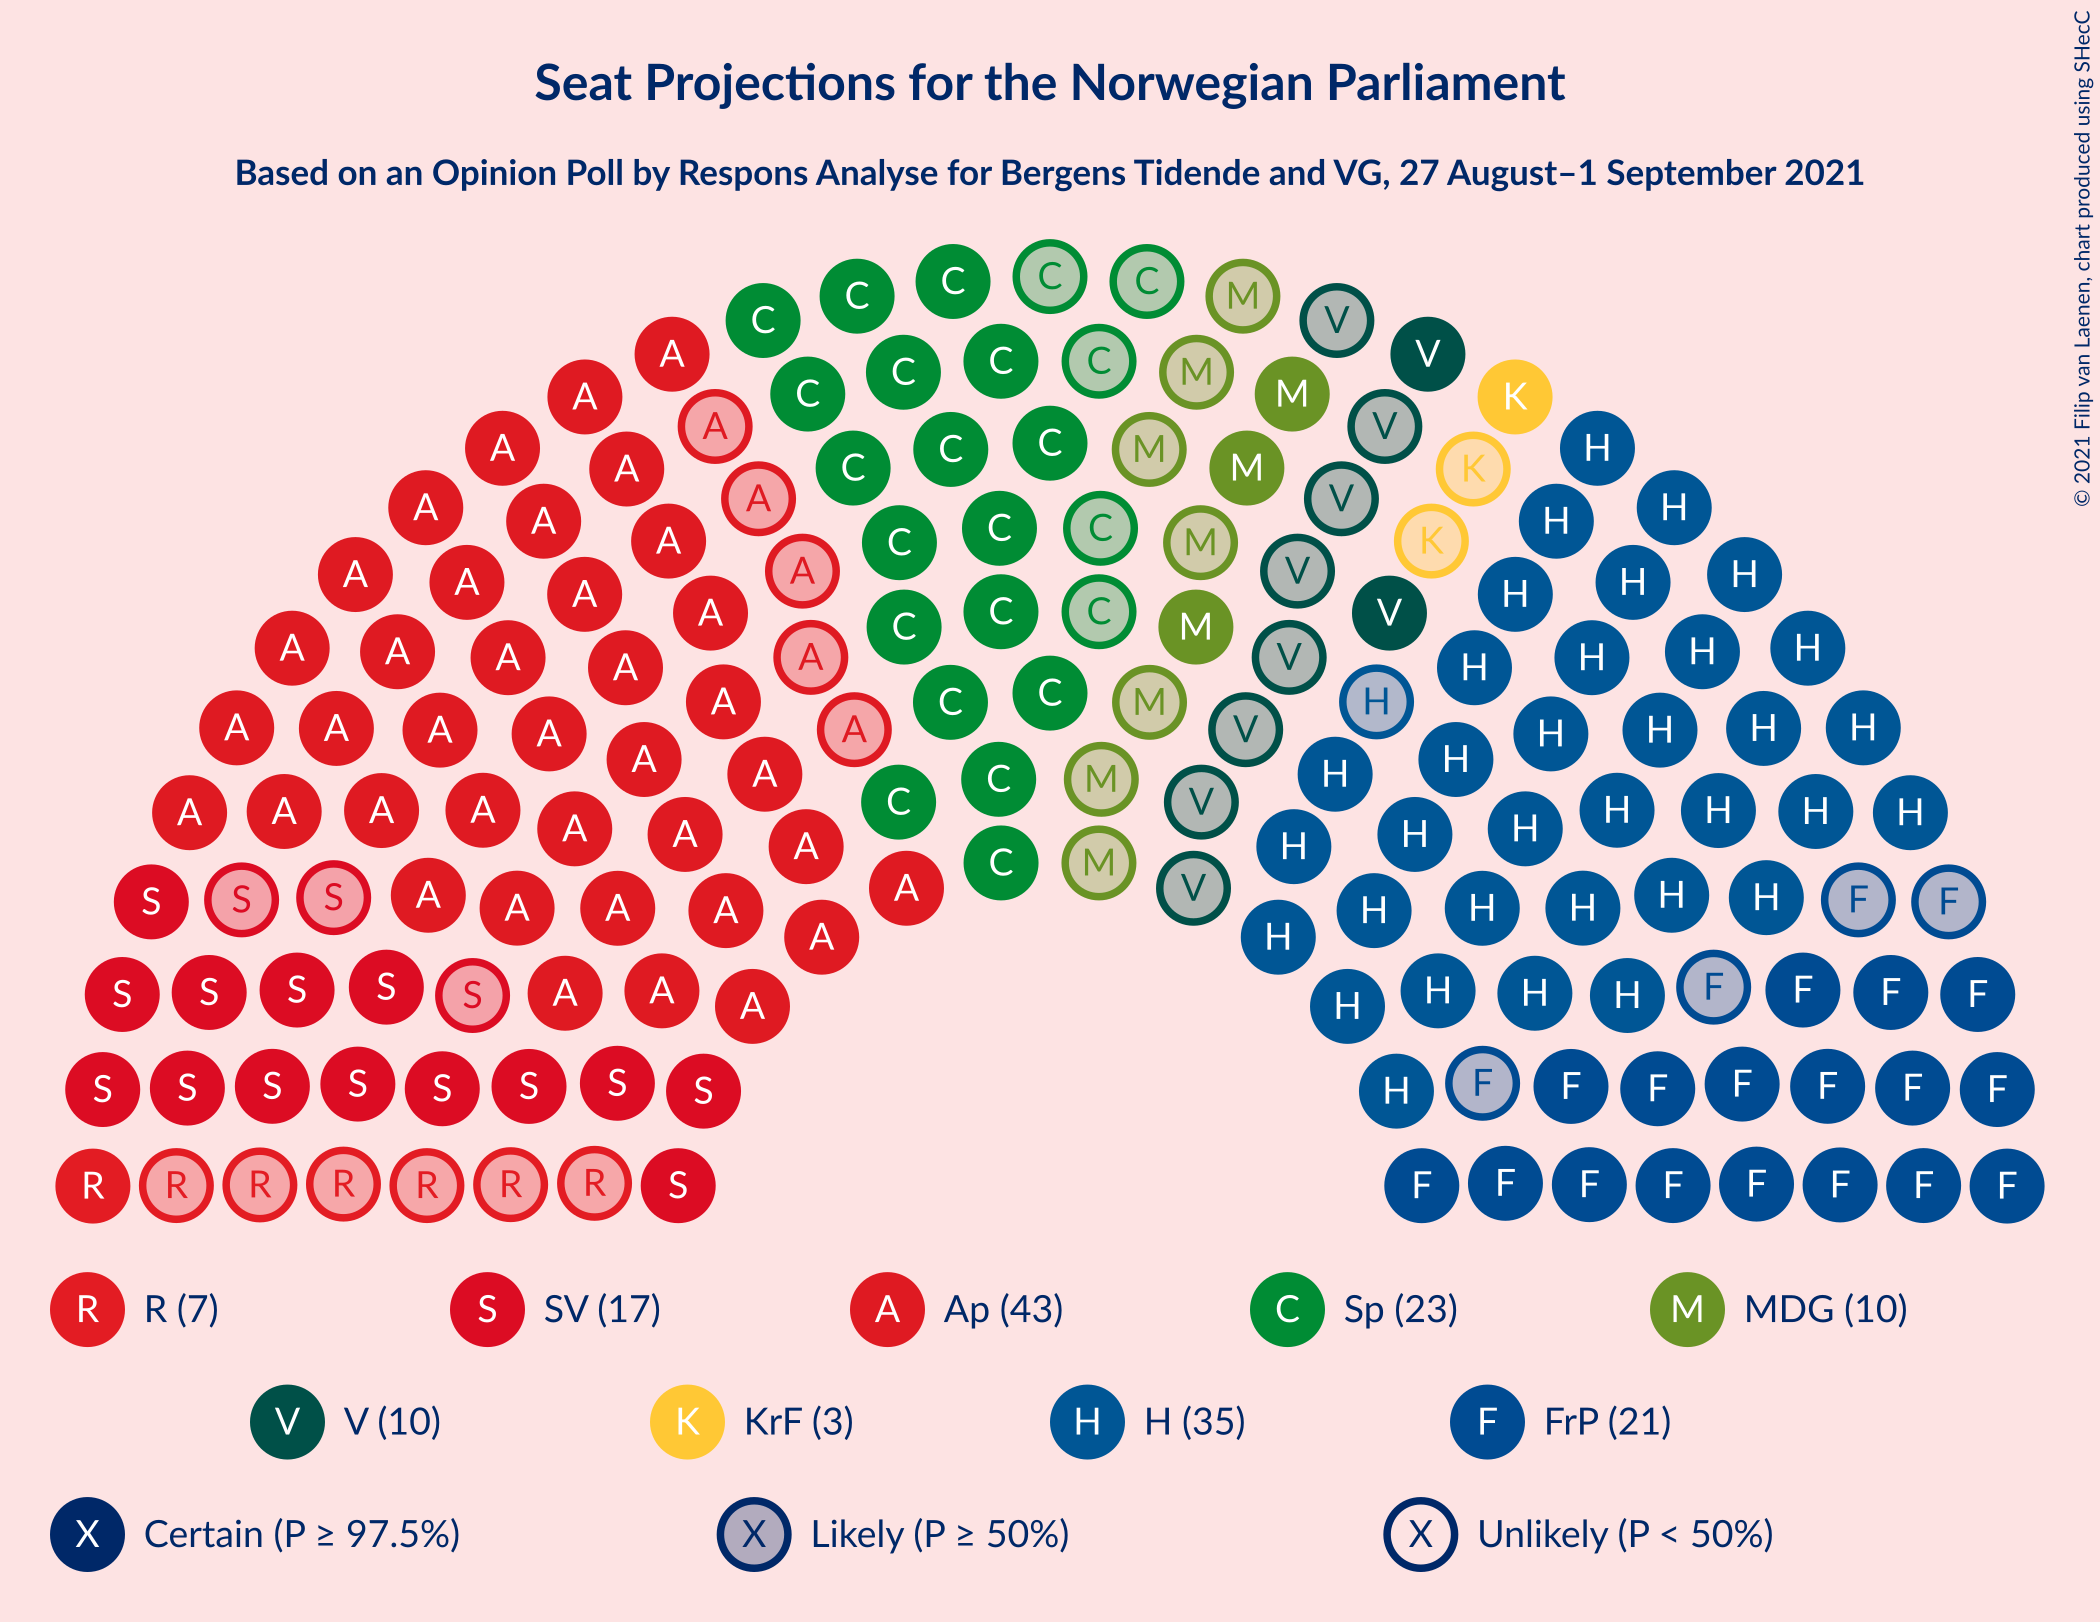 Seat Projections for the Norwegian Parliament
Based on an Opinion Poll by Respons Analyse for Bergens Tidende and VG, 27 August–1 September 2021
© 2021 Filip van Laenen, chart produced using SHecC
C C C C C M V
A C C C C M M V V K
A A A C C C M M V K H
A A A A C C C M V V K H H
A A A A A C C C M V V H H H H
A A A A A A C C M V H H H H H
A A A A A A A C C M V H H H H H H
A A A A A A A C M V H H H H H H H
S S S A A A A A A H H H H H H H F F
S S S S S A A A H H H H F F F F
S S S S S S S S H F F F F F F F
R R R R R R R S F F F F F F F F
R R (7) S SV (17) A Ap (43) C Sp (23) M MDG (10)
V V (10) K KrF (3) H H (35) F FrP (21)
X Certain (P ≥ 97.5%) X Likely (P ≥ 50%) X Unlikely (P < 50%)